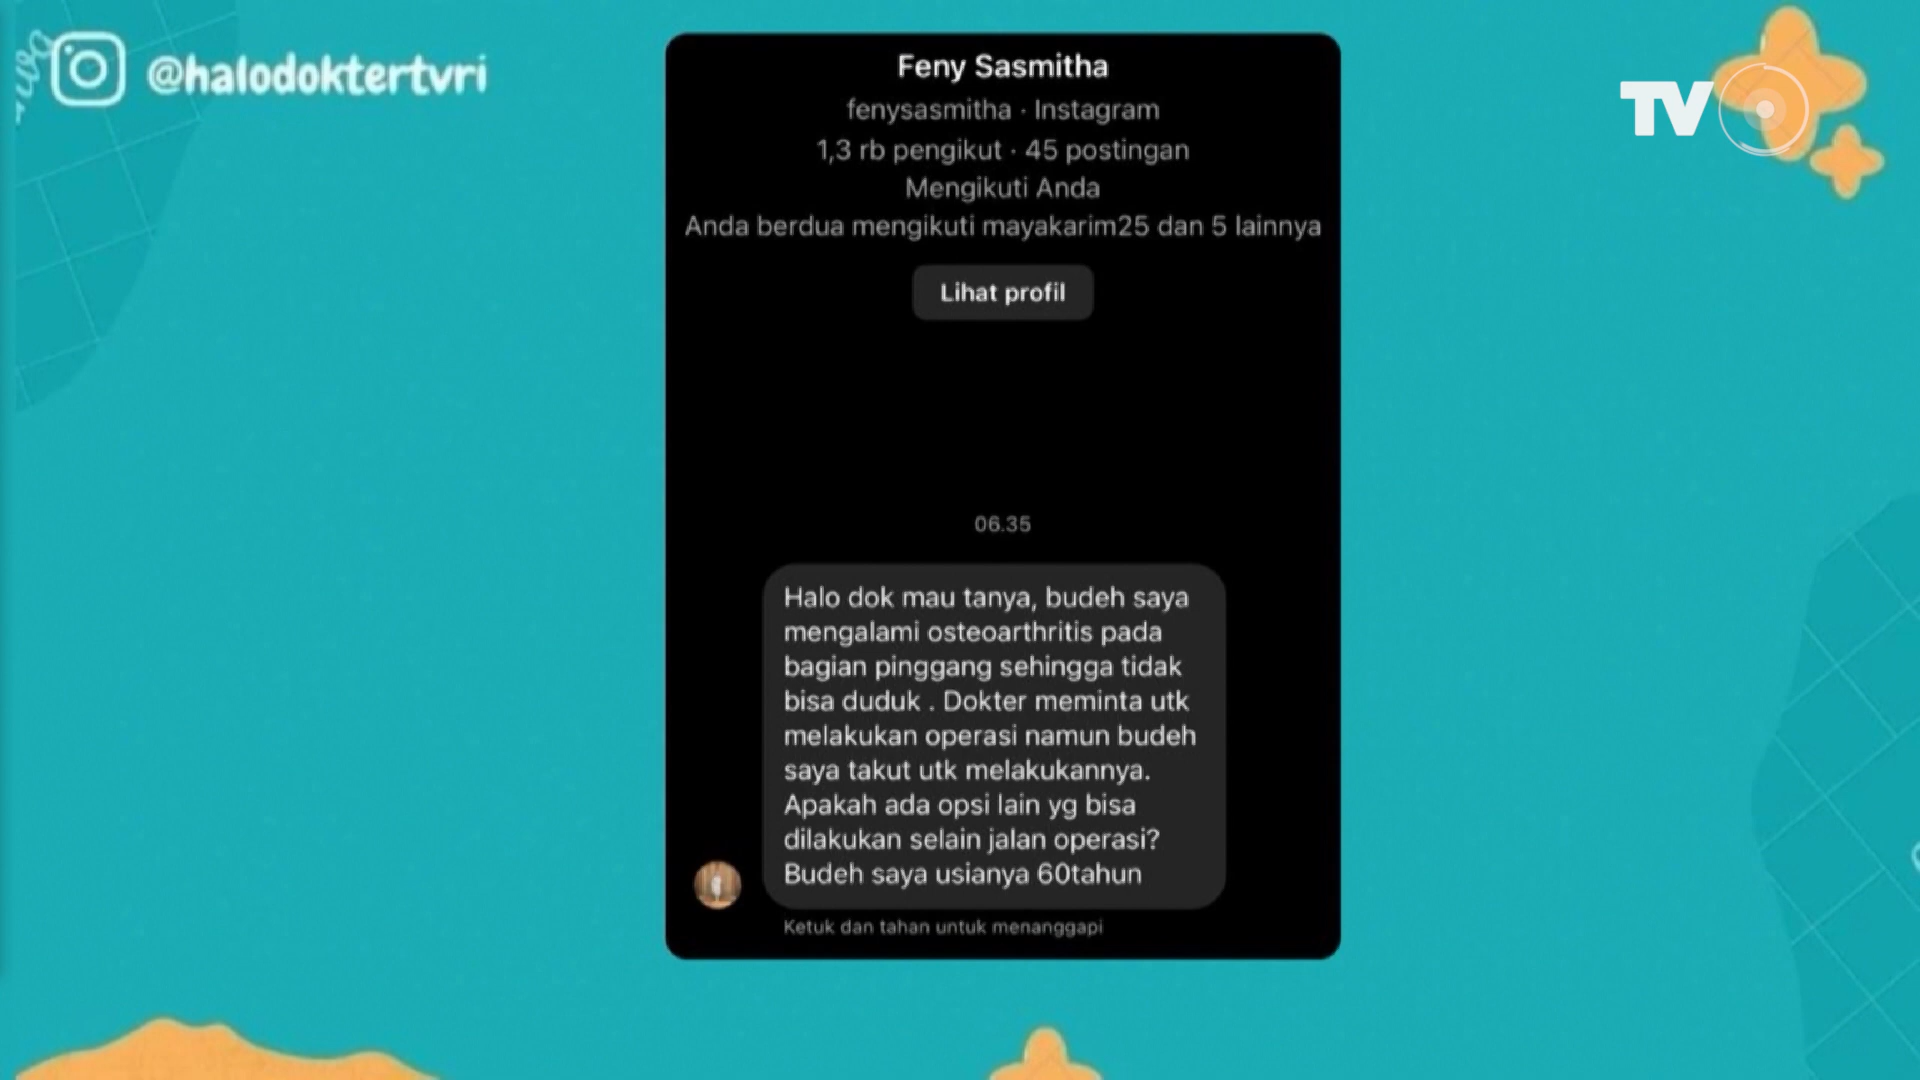 @halodoktertvri
TV
Feny Sasmitha
fenysasmitha · Instagram
1,3 rb pengikut · 45 postingan
Mengikuti Anda
Anda berdua mengikuti mayakarim25 dan 5 lainnya
Lihat profil
06.35
Halo dok mau tanya, budeh saya
mengalami osteoarthritis pada
bagian pinggang sehingga tidak
bisa duduk . Dokter meminta utk
melakukan operasi namun budeh
saya takut utk melakukannya.
Apakah ada opsi lain yg bisa
dilakukan selain jalan operasi?
Budeh saya usianya 60tahun
Ketuk dan tahan untuk menanggapi